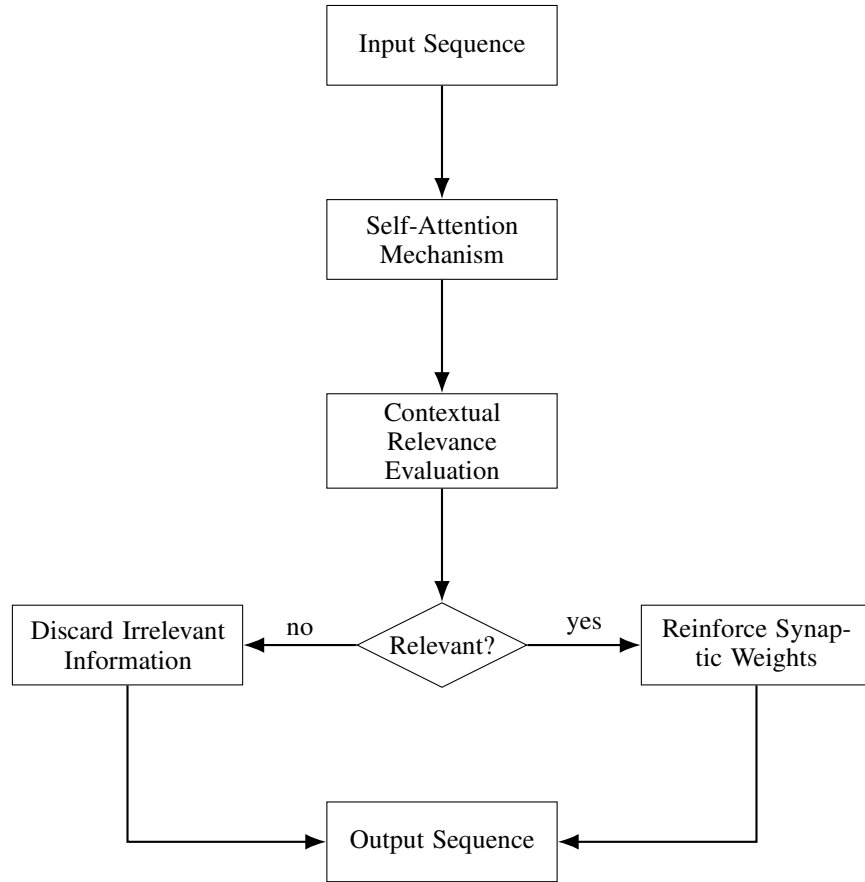 Input Sequence
Self-Attention
Mechanism
Contextual
Relevance
Evaluation
Discard Irrelevant
Information
no
Relevant?
yes
Reinforce Synap-
tic Weights
Output Sequence